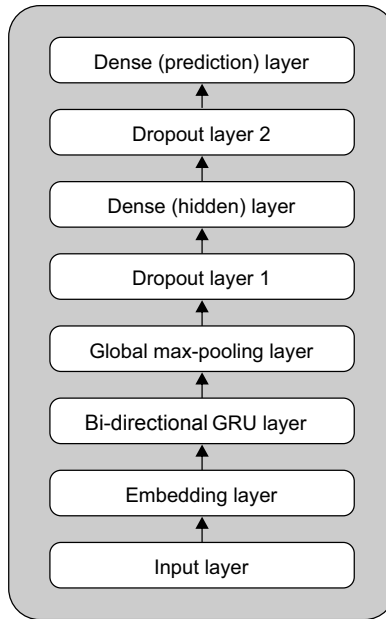 Dense (prediction) layer
Dropout layer 2
Dense (hidden) layer
Dropout layer 1
Global max-pooling layer
Bi-directional GRU layer
Embedding layer
Input layer